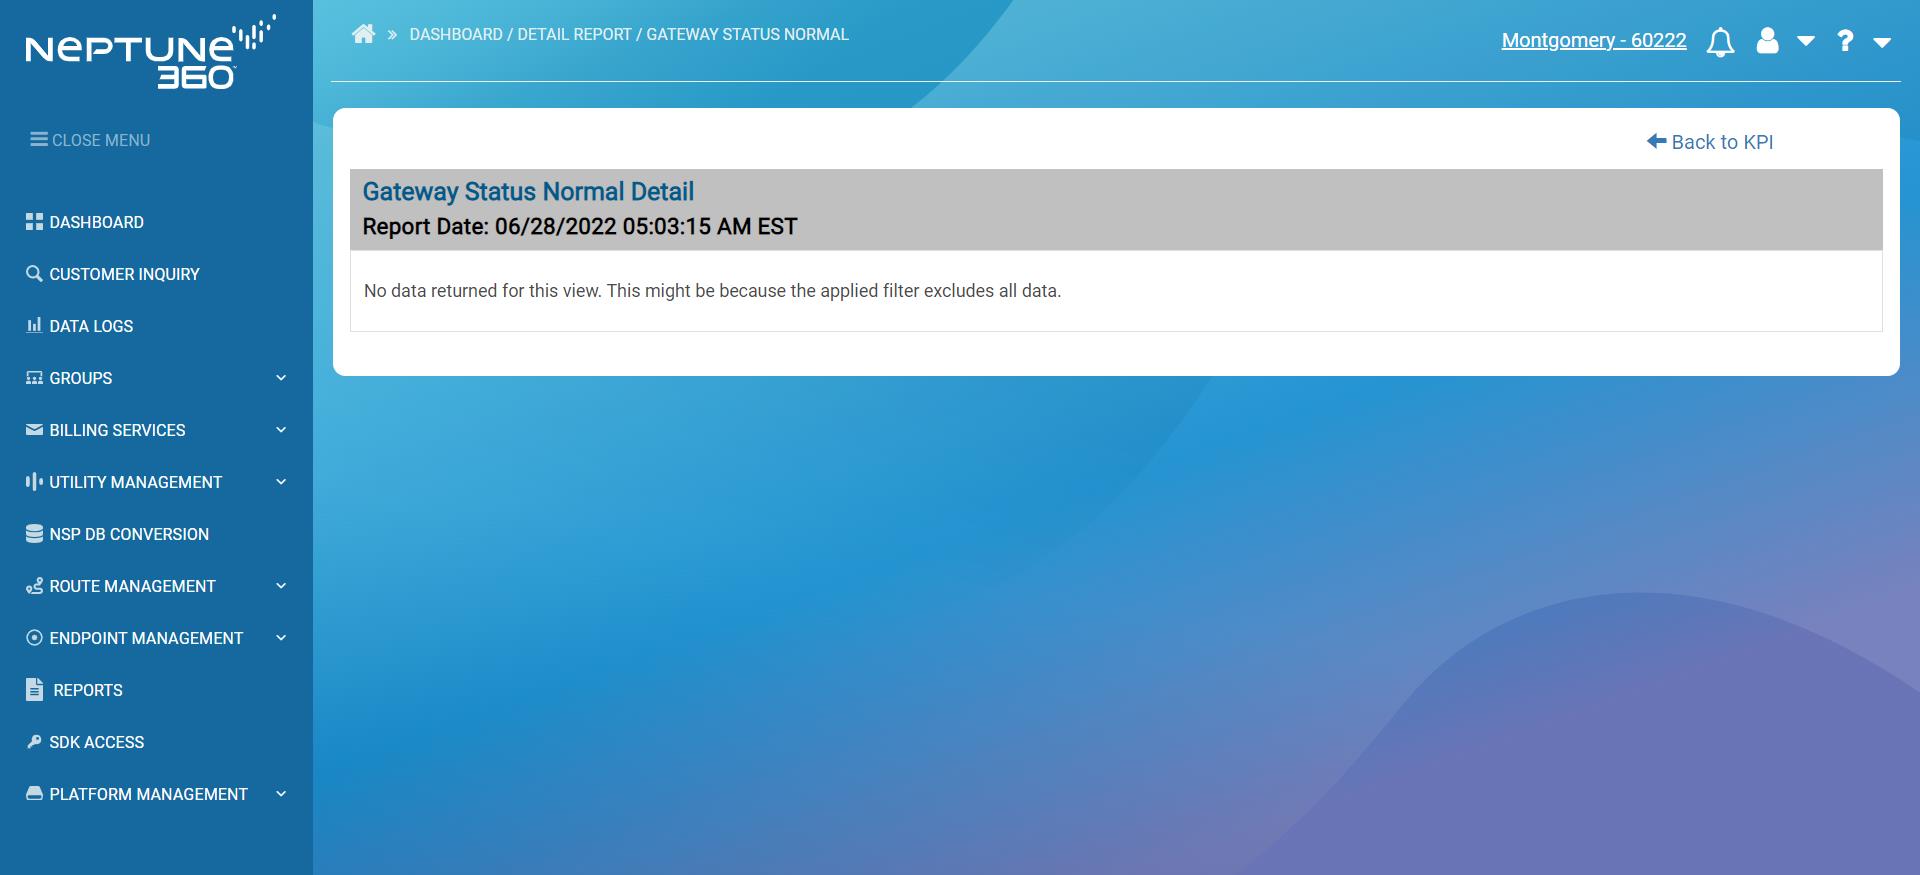 NEPTUNE
360
DASHBOARD / DETAIL REPORT / GATEWAY STATUS NORMAL
Montgomery - 60222
?
CLOSE MENU
DASHBOARD
CUSTOMER INQUIRY
DATA LOGS
GROUPS
BILLING SERVICES
UTILITY MANAGEMENT
NSP DB CONVERSION
ROUTE MANAGEMENT
ENDPOINT MANAGEMENT
REPORTS
SDK ACCESS
PLATFORM MANAGEMENT
Back to KPI
Gateway Status Normal Detail
Report Date: 06/28/2022 05:03:15 AM EST
No data returned for this view. This might be because the applied filter excludes all data.